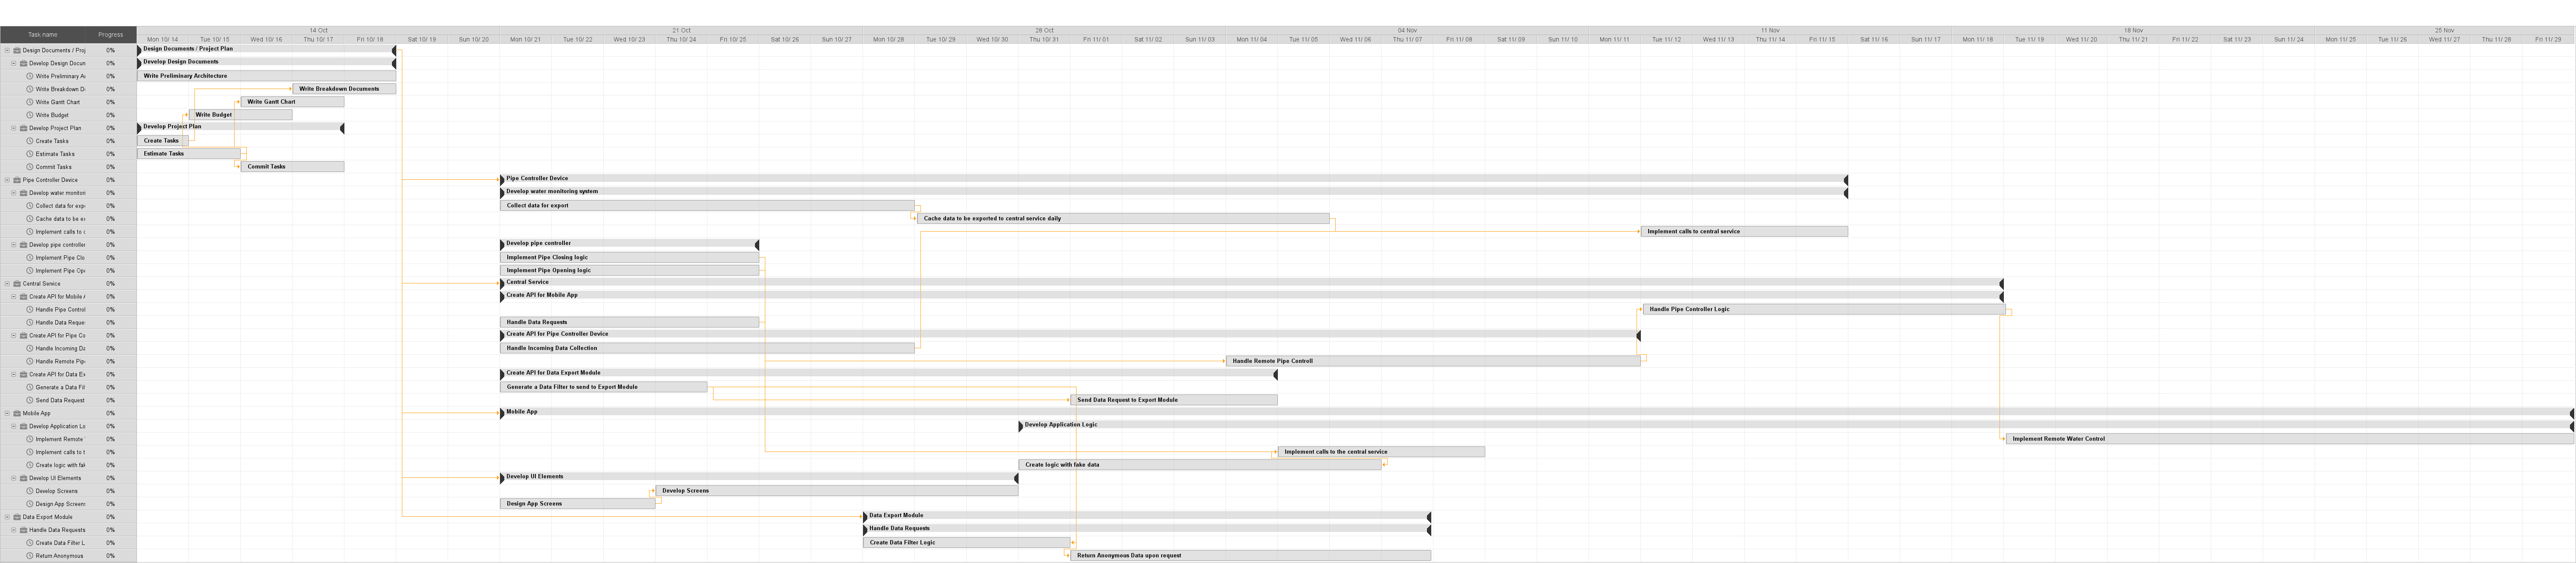 Task name Progress 14 Oct 21 Oct 28 Oct 04 Nov 11 Nov 18 Nov 25 Nov
Mon 10/ 14 Tue 10/ 15 Wed 10/ 16 Thu 10/ 17 Fri 10/ 18 Sat 10/ 19 Sun 10/ 20 Mon 10/ 21 Tue 10/ 22 Wed 10/ 23 Thu 10/ 24 Fri 10/ 25 Sat 10/ 26 Sun 10/ 27 Mon 10/ 28 Tue 10/ 29 Wed 10/ 30 Thu 10/ 31 Fri 11/ 01 Sat 11/ 02 Sun 11/ 03 Mon 11/ 04 Tue 11/ 05 Wed 11/ 06 Thu 11/ 07 Fri 11/ 08 Sat 11/ 09 Sun 11/ 10 Mon 11/ 11 Tue 11/ 12 Wed 11/ 13 Thu 11/ 14 Fri 11/ 15 Sat 11/ 16 Sun 11/ 17 Mon 11/ 18 Tue 11/ 19 Wed 11/ 20 Thu 11/ 21 Fri 11/ 22 Sat 11/ 23 Sun 11/ 24 Mon 11/ 25 Tue 11/ 26 Wed 11/ 27 Thu 11/ 28 Fri 11/ 29
Design Documents / Proj 0% Design Documents / Project Plan
Develop Design Docun 0% Develop Design Documents
Write Preliminary A 0% Write Preliminary Architecture
Write Breakdown D 0% Write Breakdown Documents
Write Gantt Chart 0% Write Gantt Chart
Write Budget 0% Write Budget
Develop Project Plan 0% Develop Project Plan
Create Tasks 0% Create Tasks
Estimate Tasks 0% Estimate Tasks
Commit Tasks 0% Commit Tasks
Pipe Controller Device 0% Pipe Controller Device
Develop water monitori 0% Develop water monitoring system
Collect data for exp 0% Collect data for export
Cache data to be e 0% Cache data to be exported to central service daily
Implement calls to c 0% Implement calls to central service
Develop pipe controller 0% Develop pipe controller
Implement Pipe Clo 0% Implement Pipe Closing logic
Implement Pipe Op 0% Implement Pipe Opening logic
Central Service 0% Central Service
Create API for Mobile A 0% Create API for Mobile App
Handle Pipe Control 0% Handle Pipe Controller Logic
Handle Data Reque 0% Handle Data Requests
Create API for Pipe Co 0% Create API for Pipe Controller Device
Handle Incoming Da 0% Handle Incoming Data Collection
Handle Remote Pip 0% Handle Remote Pipe Controll
Create API for Data Ex 0% Create API for Data Export Module
Generate a Data Fil 0% Generate a Data Filter to send to Export Module
Send Data Request 0% Send Data Request to Export Module
Mobile App 0% Mobile App
Develop Application Lo 0% Develop Application Logic
Implement Remote 0% Implement Remote Water Control
Implement calls to t 0% Implement calls to the central service
Create logic with fak 0% Create logic with fake data
Develop UI Elements 0% Develop UI Elements
Develop Screens 0% Develop Screens
Design App Screens 0% Design App Screens
Data Export Module 0% Data Export Module
Handle Data Requests 0% Handle Data Requests
Create Data Filter L 0% Create Data Filter Logic
Return Anonymous 0% Return Anonymous Data upon request